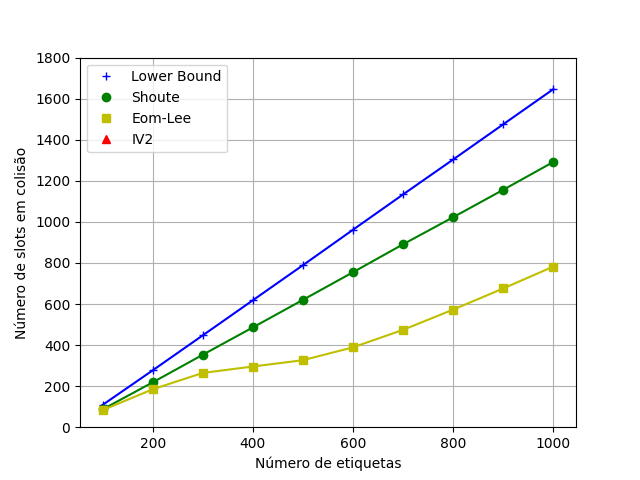 1800
1600
1400
1200
1000
800
600
400
200
0
Número de slots em colisão
Lower Bound
Shoute
Eom-Lee
IV2
200
400
600
800
1000
Número de etiquetas